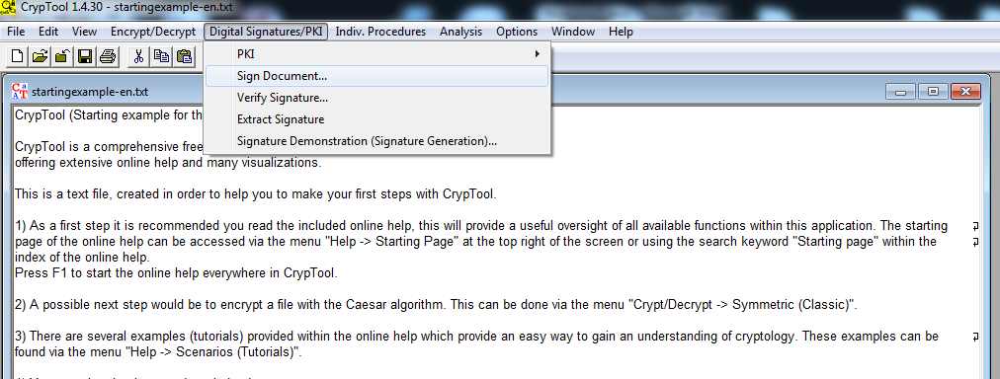 CrypTool 1.4.30 - startingexample-en.txt
File Edit View Encrypt/Decrypt Digital Signatures/PKI Indiv. Procedures Analysis Options Window Help
PKI
Sign Document...
Verify Signature...
Extract Signature
Signature Demonstration (Signature Generation)...
startingexample-en.txt
CrypTool (Starting example for th
CrypTool is a comprehensive free
offering extensive online help and many visualizations.
This is a text file, created in order to help you to make your first steps with CrypTool.
1) As a first step it is recommended you read the included online help, this will provide a useful oversight of all available functions within this application. The starting
page of the online help can be accessed via the menu "Help -> Starting Page" at the top right of the screen or using the search keyword "Starting page" within the
index of the online help.
Press F1 to start the online help everywhere in CrypTool.
2) A possible next step would be to encrypt a file with the Caesar algorithm. This can be done via the menu "Crypt/Decrypt -> Symmetric (Classic)".
3) There are several examples (tutorials) provided within the online help which provide an easy way to gain an understanding of cryptology. These examples can be
found via the menu "Help -> Scenarios (Tutorials)".